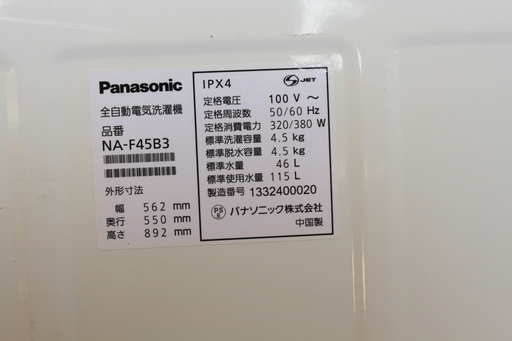 Panasonic
全自動電気洗濯機
品番
NA-F45B3
外形寸法
幅 562 mm
奥行 550 mm
高さ 892 mm
IPX4
S JET
定格電圧 100 V ～
定格周波数 50/60 Hz
定格消費電力 320/380 W
標準洗濯容量 4.5kg
標準脱水容量 4.5kg
標準水量 46 L
標準使用水量 115 L
製造番号 1332400020
PS E パナソニック株式会社
中国製